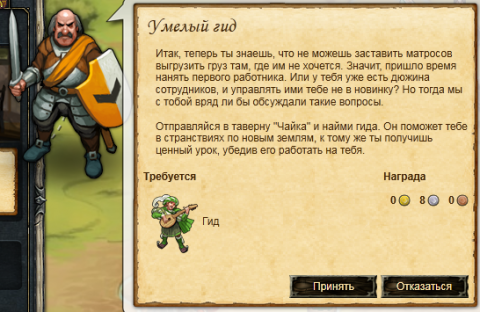 Умелый гид
Итак, теперь ты знаешь, что не можешь заставить матросов
выгрузить груз там, где им не хочется. Значит, пришло время
нанять первого работника. Или у тебя уже есть дюжина
сотрудников, и управлять ими тебе не в новинку? Но тогда мы
с тобой вряд ли бы обсуждали такие вопросы.
Отправляйся в таверну "Чайка" и найми гида. Он поможет тебе
в странствиях по новым землям, к тому же ты получишь
ценный урок, убедив его работать на тебя.
Требуется Награда
0 8 0
Гид
Принять Отказаться